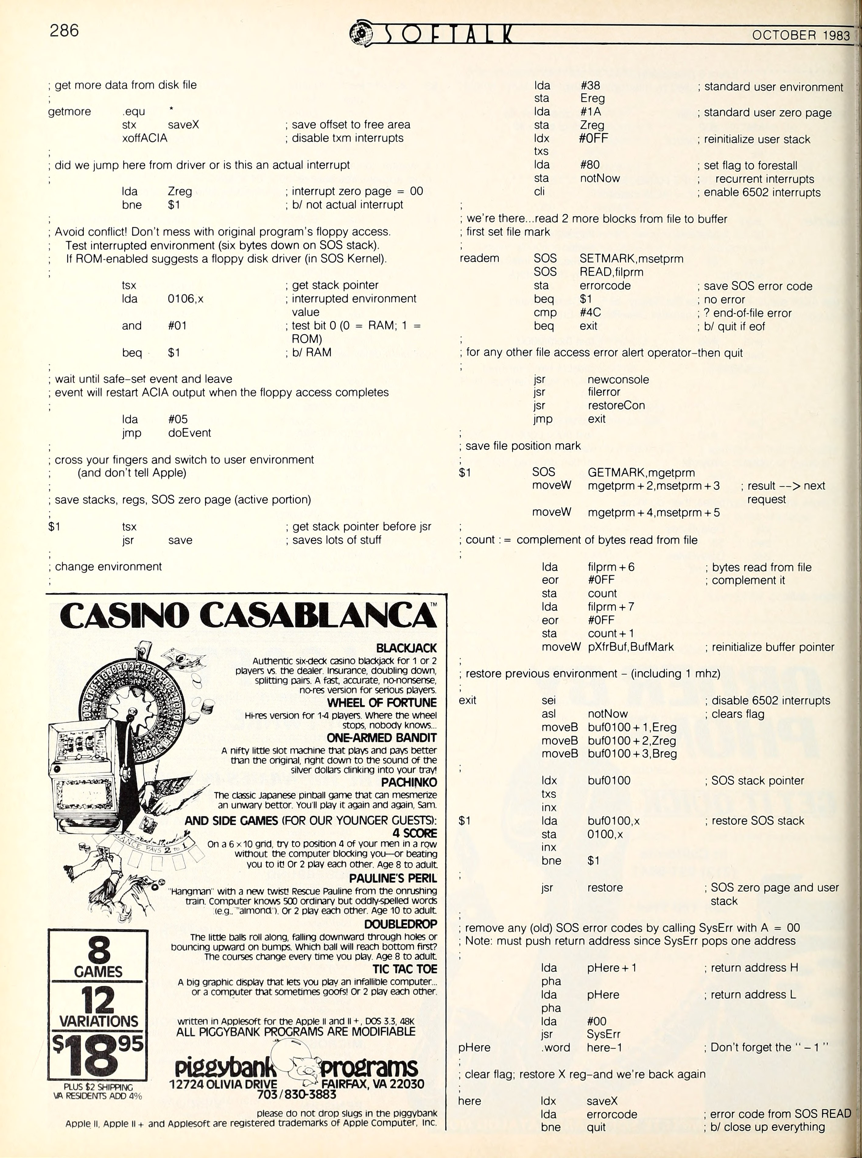 286
SOFTALK
OCTOBER 1983
; get more data from disk file
;
getmore .equ *
stx saveX ; save offset to free area
xoffACIA ; disable txm interrupts
;
; did we jump here from driver or is this an actual interrupt
;
lda Zreg ; interrupt zero page = 00
bne $1 ; b/ not actual interrupt
;
; Avoid conflict! Don't mess with original program's floppy access.
; Test interrupted environment (six bytes down on SOS stack).
; If ROM-enabled suggests a floppy disk driver (in SOS Kernel).
;
tsx ; get stack pointer
lda 0106,x ; interrupted environment
value
and #01 ; test bit 0 (0 = RAM; 1 =
ROM)
beq $1 ; b/ RAM
;
; wait until safe–set event and leave
; event will restart ACIA output when the floppy access completes
;
lda #05
jmp doEvent
;
; cross your fingers and switch to user environment
; (and don't tell Apple)
;
; save stacks, regs, SOS zero page (active portion)
;
$1 tsx ; get stack pointer before jsr
jsr save ; saves lots of stuff
;
; change environment
;
CASINO CASABLANCA™
BLACKJACK
Authentic six-deck casino blackjack for 1 or 2
players vs. the dealer. Insurance, doubling down,
splitting pairs. A fast, accurate, no-nonsense,
no-res version for serious players.
WHEEL OF FORTUNE
Hi-res version for 1-4 players. Where the wheel
stops, nobody knows...
ONE-ARMED BANDIT
A nifty little slot machine that plays and pays better
than the original, right down to the sound of the
silver dollars clinking into your tray!
PACHINKO
The classic Japanese pinball game that can mesmerize
an unwary bettor. You'll play it again and again, Sam.
AND SIDE GAMES (FOR OUR YOUNGER GUESTS):
4 SCORE
On a 6 × 10 grid, try to position 4 of your men in a row
without the computer blocking you—or beating
you to it! Or 2 play each other. Age 8 to adult.
PAULINE'S PERIL
"Hangman" with a new twist! Rescue Pauline from the onrushing
train. Computer knows 500 ordinary but oddly-spelled words
(e.g., "almond"). Or 2 play each other. Age 10 to adult.
DOUBLEDROP
The little balls roll along, falling downward through holes or
bouncing upward on bumps. Which ball will reach bottom first?
The courses change every time you play. Age 8 to adult.
TIC TAC TOE
A big graphic display that lets you play an infallible computer...
or a computer that sometimes goofs! Or 2 play each other.
8
GAMES
12
VARIATIONS
$18.95
PLUS $2 SHIPPING
VA RESIDENTS ADD 4%
written in Applesoft for the Apple II and II +, DOS 3.3, 48K
ALL PIGGYBANK PROGRAMS ARE MODIFIABLE
piggybank programs
12724 OLIVIA DRIVE FAIRFAX, VA 22030
703/830-3883
please do not drop slugs in the piggybank
Apple II, Apple II + and Applesoft are registered trademarks of Apple Computer, Inc.
lda #38 ; standard user environment
sta Ereg
lda #1A ; standard user zero page
sta Zreg
ldx #0FF ; reinitialize user stack
txs
lda #80 ; set flag to forestall
sta notNow ; recurrent interrupts
cli ; enable 6502 interrupts
;
; we're there...read 2 more blocks from file to buffer
; first set file mark
;
readem SOS SETMARK,msetprm
SOS READ,filprm
sta errorcode ; save SOS error code
beq $1 ; no error
cmp #4C ; ? end-of-file error
beq exit ; b/ quit if eof
;
; for any other file access error alert operator–then quit
;
jsr newconsole
jsr filerror
jsr restoreCon
jmp exit
;
; save file position mark
;
$1 SOS GETMARK,mgetprm
moveW mgetprm + 2,msetprm + 3 ; result --> next
request
moveW mgetprm + 4,msetprm + 5
;
; count : = complement of bytes read from file
;
lda filprm + 6 ; bytes read from file
eor #0FF ; complement it
sta count
lda filprm + 7
eor #0FF
sta count + 1
moveW pXfrBuf,BufMark ; reinitialize buffer pointer
;
; restore previous environment – (including 1 mhz)
;
exit sei ; disable 6502 interrupts
asl notNow ; clears flag
moveB buf0100 + 1,Ereg
moveB buf0100 + 2,Zreg
moveB buf0100 + 3,Breg
;
ldx buf0100 ; SOS stack pointer
txs
inx
$1 lda buf0100,x ; restore SOS stack
sta 0100,x
inx
bne $1
;
jsr restore ; SOS zero page and user
stack
;
; remove any (old) SOS error codes by calling SysErr with A = 00
; Note: must push return address since SysErr pops one address
;
lda pHere + 1 ; return address H
pha
lda pHere ; return address L
pha
lda #00
jsr SysErr
pHere .word here–1 ; Don't forget the " – 1 "
;
; clear flag; restore X reg–and we're back again
;
here ldx saveX
lda errorcode ; error code from SOS READ
bne quit ; b/ close up everything